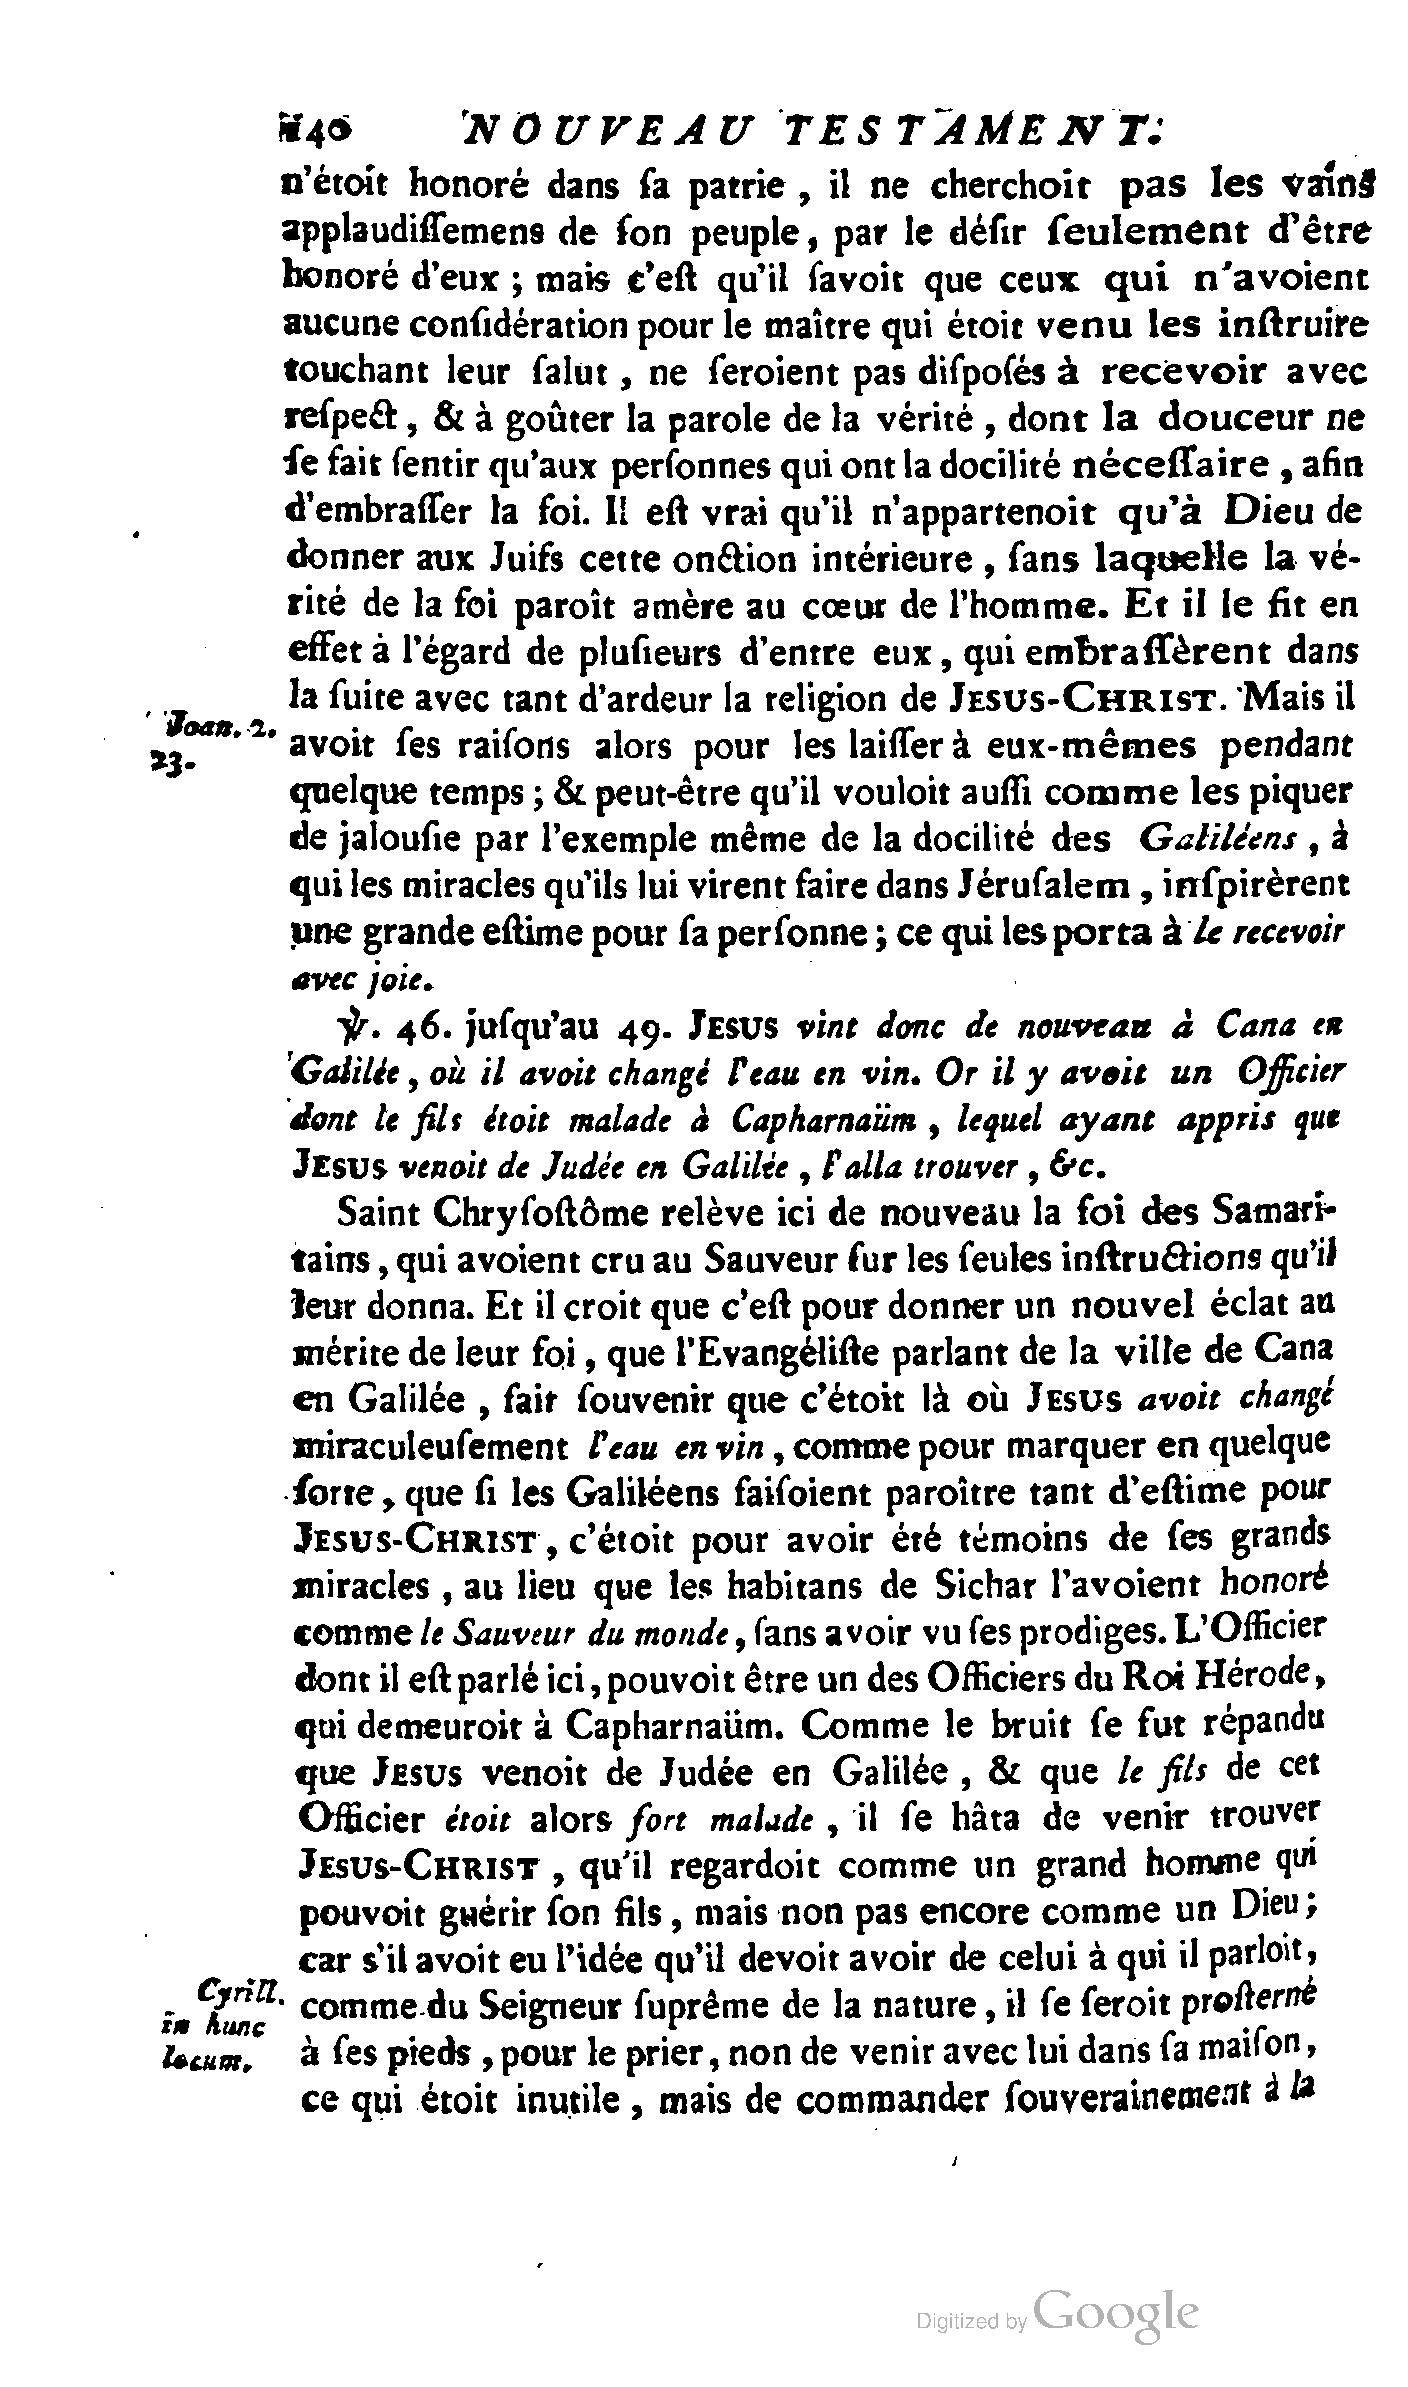 140 NOUVEAU TESTAMENT.
n'étoit honoré dans ſa patrie , il ne cherchoit pas les vains
applaudiſſemens de ſon peuple, par le déſir ſeulement d'être
honoré d'eux ; mais c'eſt qu'il ſavoit que ceux qui n'avoient
aucune conſidération pour le maître qui étoit venu les inſtruire
touchant leur ſalut , ne ſeroient pas diſpoſés à recevoir avec
reſpect , & à goûter la parole de la vérité , dont la douceur ne
ſe fait ſentir qu'aux perſonnes qui ont la docilité néceſſaire , afin
d'embraſſer la foi. Il eſt vrai qu'il n'appartenoit qu'à Dieu de
donner aux Juifs cette onction intérieure , ſans laquelle la vé-
rité de la foi paroît amère au cœur de l'homme. Et il le fit en
effet à l'égard de pluſieurs d'entre eux , qui embraſſèrent dans
la ſuite avec tant d'ardeur la religion de JESUS-CHRIST. Mais il
Joan. 2.
23.
avoit ſes raiſons alors pour les laiſſer à eux-mêmes pendant
quelque temps ; & peut-être qu'il vouloit auſſi comme les piquer
de jalouſie par l'exemple même de la docilité des Galiléens , à
qui les miracles qu'ils lui virent faire dans Jéruſalem , inſpirèrent
une grande eſtime pour ſa perſonne ; ce qui les porta à le recevoir
avec joie.
℣. 46. juſqu'au 49. JESUS vint donc de nouveau à Cana en
Galilée , où il avoit changé l'eau en vin. Or il y avoit un Officier
dont le fils étoit malade à Capharnaüm , lequel ayant appris que
JESUS venoit de Judée en Galilée , l'alla trouver , &c.
Saint Chryſoſtôme relève ici de nouveau la foi des Samari-
tains , qui avoient cru au Sauveur ſur les ſeules inſtructions qu'il
leur donna. Et il croit que c'eſt pour donner un nouvel éclat au
mérite de leur foi , que l'Evangéliſte parlant de la ville de Cana
en Galilée , fait ſouvenir que c'étoit là où JESUS avoit changé
miraculeuſement l'eau en vin , comme pour marquer en quelque
ſorte , que ſi les Galiléens faiſoient paroître tant d'eſtime pour
JESUS-CHRIST , c'étoit pour avoir été témoins de ſes grands
miracles , au lieu que les habitans de Sichar l'avoient honoré
comme le Sauveur du monde , ſans avoir vu ſes prodiges. L'Officier
dont il eſt parlé ici , pouvoit être un des Officiers du Roi Hérode ,
qui demeuroit à Capharnaüm. Comme le bruit ſe fut répandu
que JESUS venoit de Judée en Galilée , & que le fils de cet
Officier étoit alors fort malade , il ſe hâta de venir trouver
JESUS-CHRIST , qu'il regardoit comme un grand homme qui
pouvoit guérir ſon fils , mais non pas encore comme un Dieu ;
car s'il avoit eu l'idée qu'il devoit avoir de celui à qui il parloit ,
Cyrill.
in hunc
locum.
comme du Seigneur ſuprême de la nature , il ſe ſeroit proſterné
à ſes pieds , pour le prier , non de venir avec lui dans ſa maiſon ,
ce qui étoit inutile , mais de commander ſouverainement à la
Digitized by Google